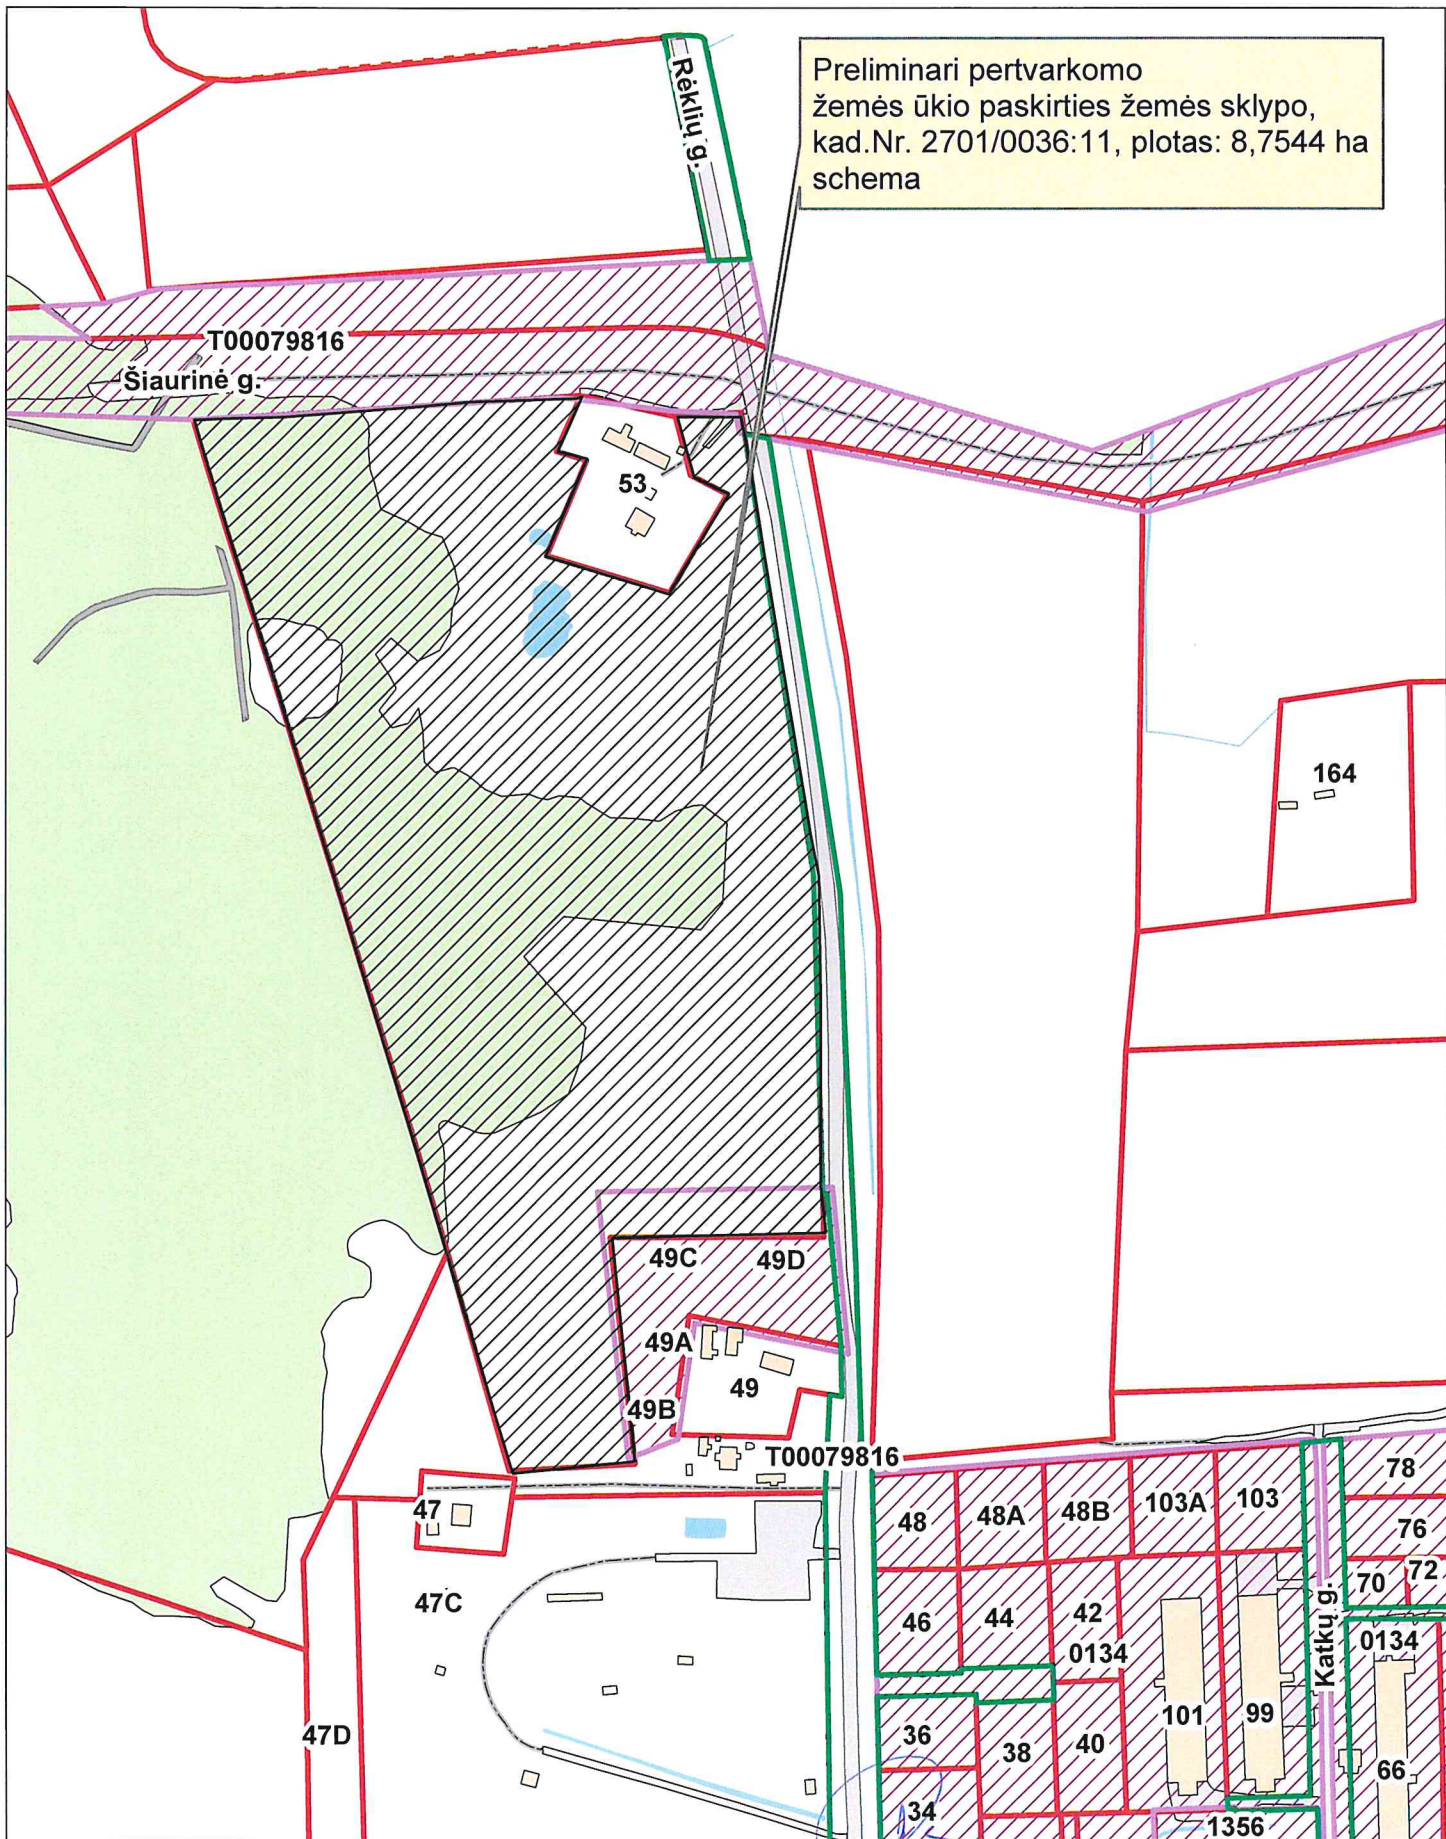 Rėklių g.
Preliminari pertvarkomo
žemės ūkio paskirties žemės sklypo,
kad.Nr. 2701/0036:11, plotas: 8,7544 ha
schema
T00079816
Šiaurinė g.
53
164
49C
49D
49A
49
49B
T00079816
47
48
48A
48B
103A
103
78
76
70
72
47C
46
44
42
0134
Katkų g.
0134
47D
36
38
40
101
99
66
34
1356